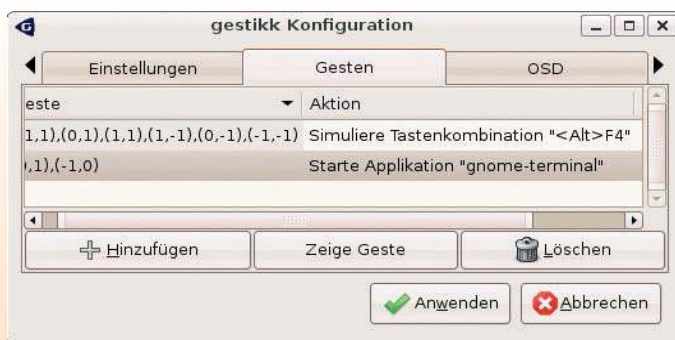 gestikk Konfiguration
Einstellungen Gesten OSD
este Aktion
1,1),(0,1),(1,1),(1,-1),(0,-1),(-1,-1) Simuliere Tastenkombination "<Alt>F4"
,1),(-1,0) Starte Applikation "gnome-terminal"
Hinzufügen Zeige Geste Löschen
Anwenden Abbrechen